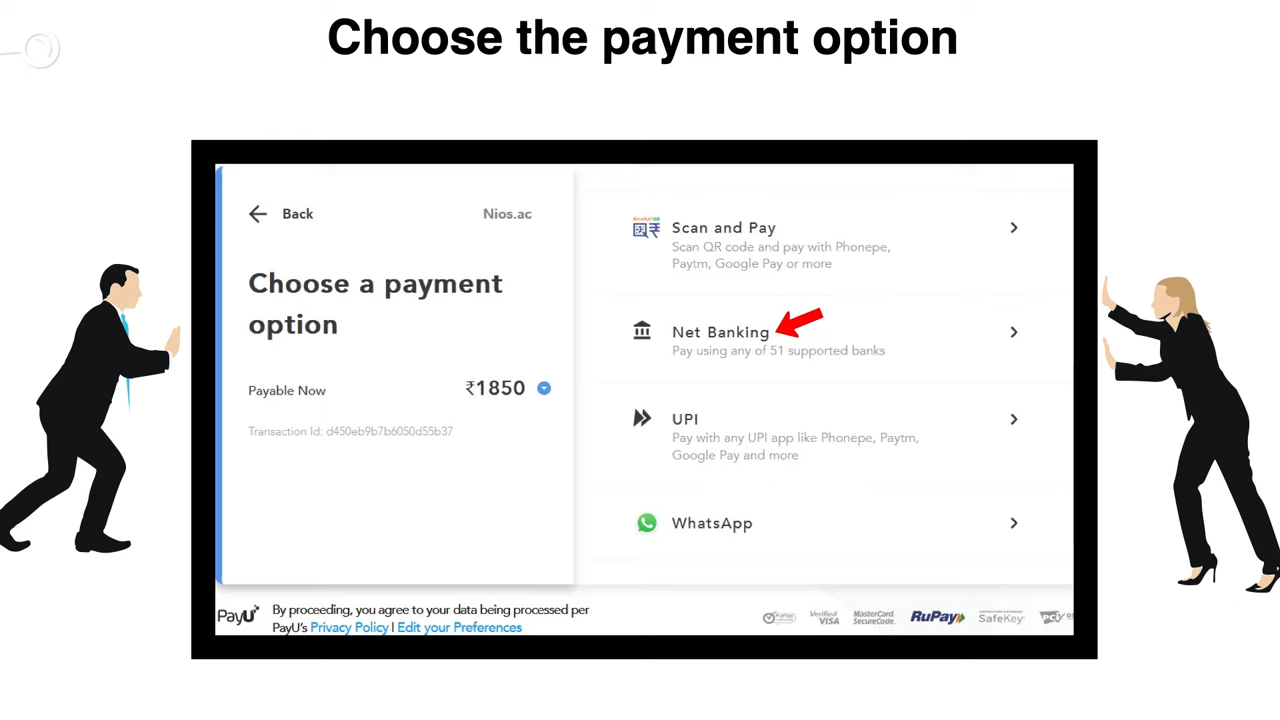 Choose the payment option
Back
Nios.ac
Choose a payment
option
Payable Now
₹1850
Transaction Id: d450eb9b7b6050d55b37
BHARATQR
Scan and Pay
Scan QR code and pay with Phonepe,
Paytm, Google Pay or more
Net Banking
Pay using any of 51 supported banks
UPI
Pay with any UPI app like Phonepe, Paytm,
Google Pay and more
WhatsApp
PayU
By proceeding, you agree to your data being processed per
PayU's Privacy Policy | Edit your Preferences
Verified
VISA
MasterCard.
SecureCode.
RuPay
AMERICAN EXPRESS
SafeKey